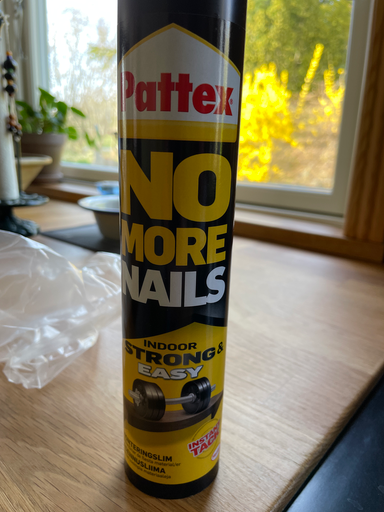 Pattex
NO
MORE
NAILS
INDOOR
STRONG &
EASY
INSTANT
TACK